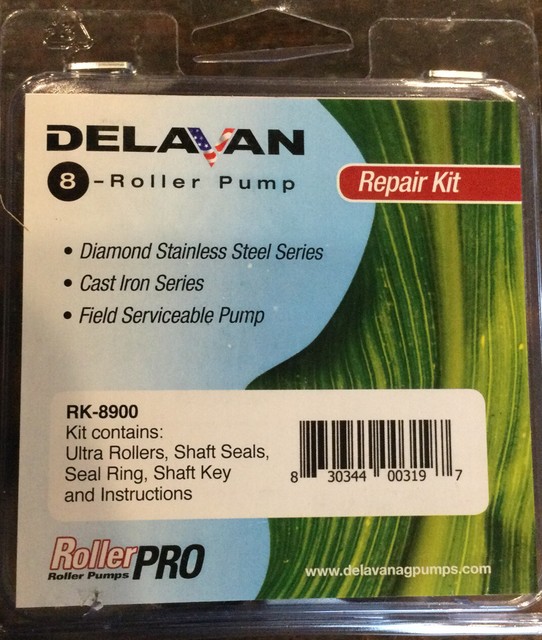 DELAVAN
8-Roller Pump
Repair Kit
• Diamond Stainless Steel Series
• Cast Iron Series
• Field Serviceable Pump
RK-8900
Kit contains:
Ultra Rollers, Shaft Seals,
Seal Ring, Shaft Key
and Instructions
8 30344 00319 7
RollerPRO
Roller Pumps
www.delavanagpumps.com